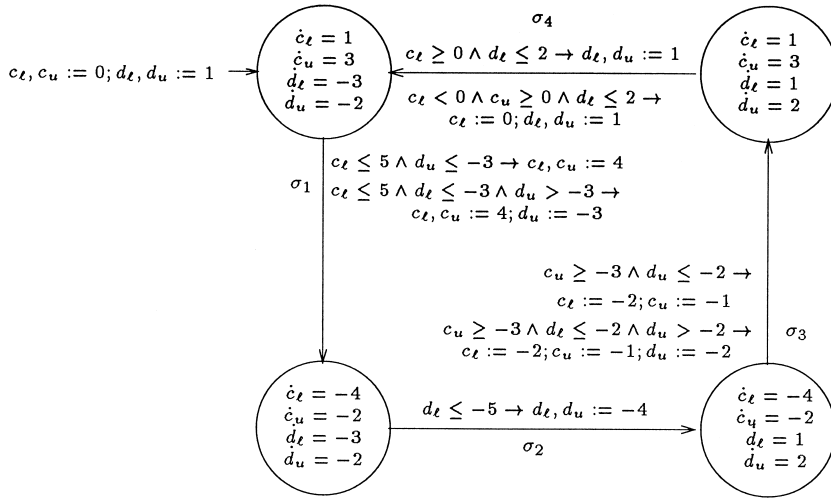 c_ℓ, c_u := 0; d_ℓ, d_u := 1
ċ_ℓ = 1
ċ_u = 3
ḋ_ℓ = −3
ḋ_u = −2
σ₄
c_ℓ ≥ 0 ∧ d_ℓ ≤ 2 → d_ℓ, d_u := 1
c_ℓ < 0 ∧ c_u ≥ 0 ∧ d_ℓ ≤ 2 →
c_ℓ := 0; d_ℓ, d_u := 1
ċ_ℓ = 1
ċ_u = 3
ḋ_ℓ = 1
ḋ_u = 2
σ₁
c_ℓ ≤ 5 ∧ d_u ≤ −3 → c_ℓ, c_u := 4
c_ℓ ≤ 5 ∧ d_ℓ ≤ −3 ∧ d_u > −3 →
c_ℓ, c_u := 4; d_u := −3
c_u ≥ −3 ∧ d_u ≤ −2 →
c_ℓ := −2; c_u := −1
c_u ≥ −3 ∧ d_ℓ ≤ −2 ∧ d_u > −2 →
c_ℓ := −2; c_u := −1; d_u := −2
σ₃
ċ_ℓ = −4
ċ_u = −2
ḋ_ℓ = −3
ḋ_u = −2
d_ℓ ≤ −5 → d_ℓ, d_u := −4
σ₂
ċ_ℓ = −4
ċ_u = −2
ḋ_ℓ = 1
ḋ_u = 2